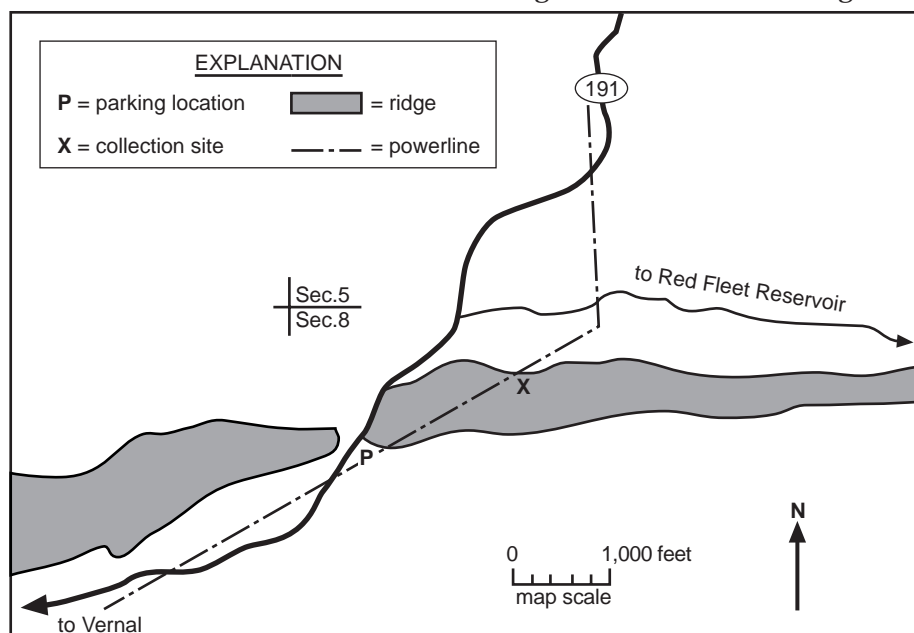 EXPLANATION
P = parking location
= ridge
X = collection site
= powerline
191
to Red Fleet Reservoir
Sec.5
Sec.8
X
P
N
0 1,000 feet
map scale
to Vernal